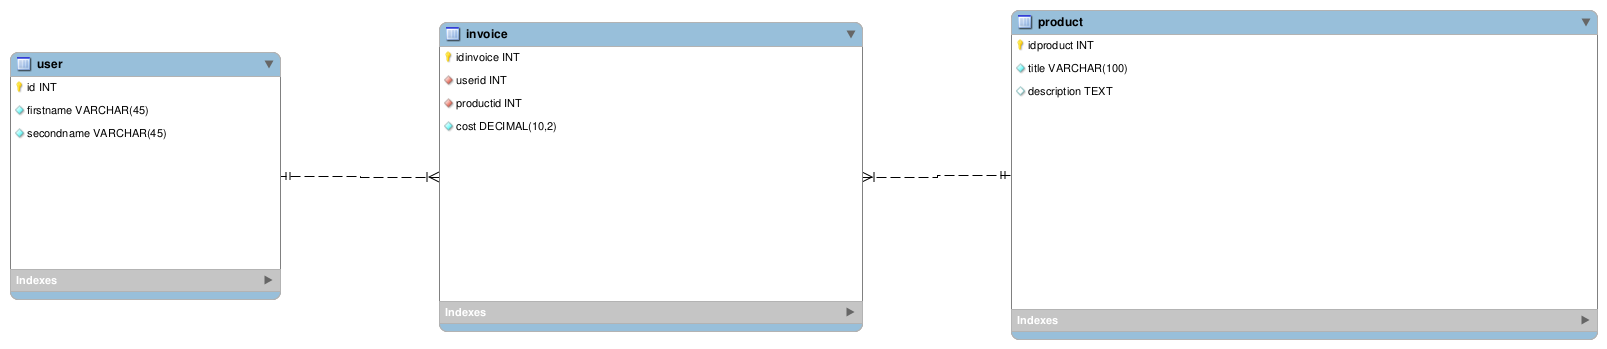 user
id INT
firstname VARCHAR(45)
secondname VARCHAR(45)
Indexes
invoice
idinvoice INT
userid INT
productid INT
cost DECIMAL(10,2)
Indexes
product
idproduct INT
title VARCHAR(100)
description TEXT
Indexes